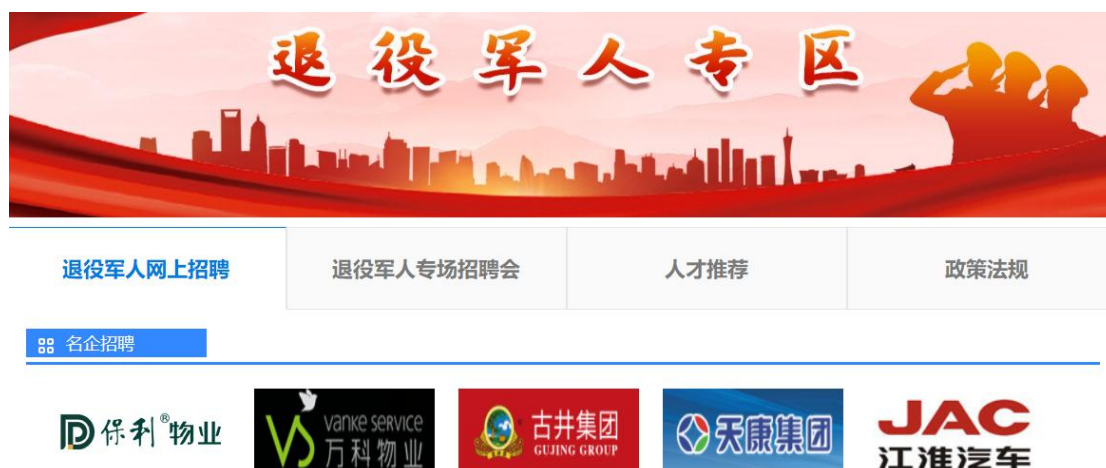 退役军人专区
退役军人网上招聘 退役军人专场招聘会 人才推荐 政策法规
名企招聘
保利®物业 vanke service 古井集团 天康集团 JAC
万科物业 GUJING GROUP 江淮汽车